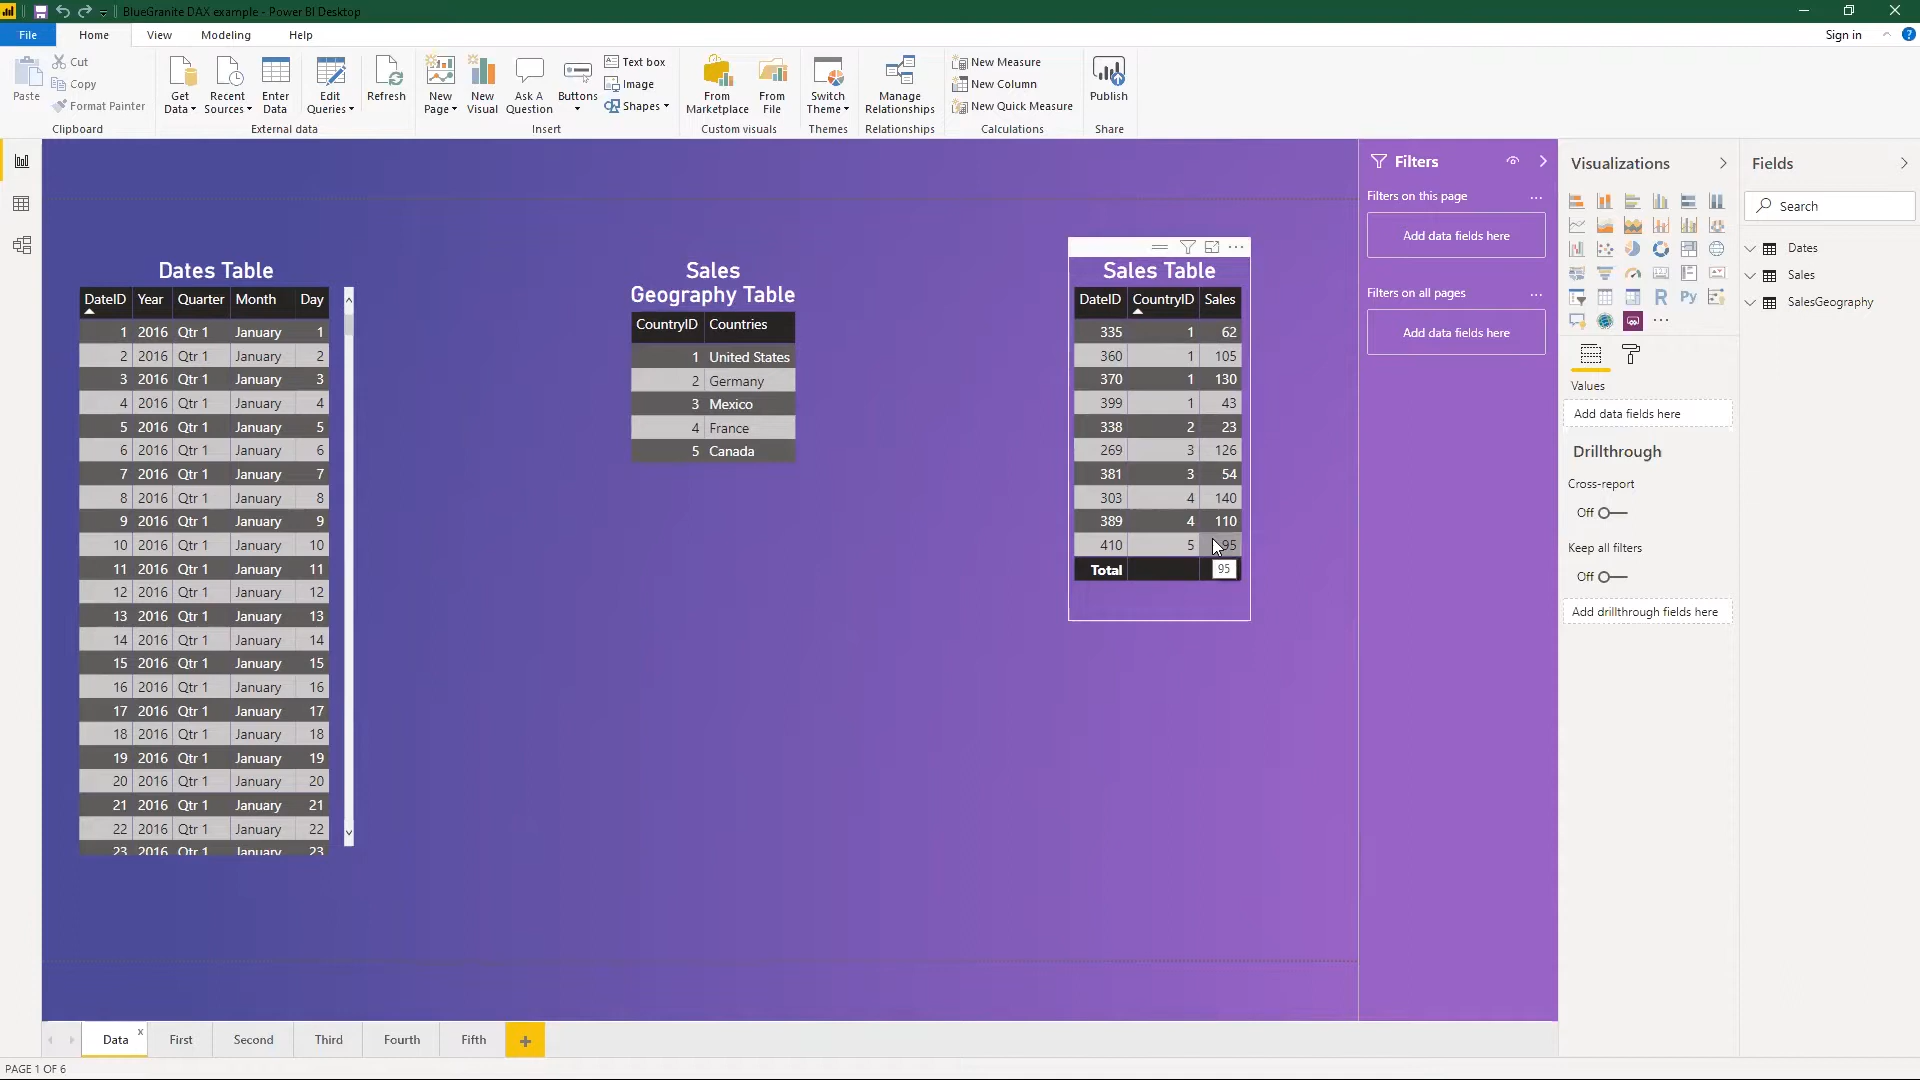 BlueGranite DAX example - Power BI Desktop
File Home View Modeling Help Sign in
Paste
Cut
Copy
Format Painter
Clipboard
Get Data
Recent Sources
Enter Data
Edit Queries
Refresh
External data
New Page
New Visual
Ask A Question
Buttons
Text box
Image
Shapes
Insert
From Marketplace
From File
Custom visuals
Switch Theme
Themes
Manage Relationships
Relationships
New Measure
New Column
New Quick Measure
Calculations
Publish
Share
Dates Table
DateID Year Quarter Month Day
1 2016 Qtr 1 January 1
2 2016 Qtr 1 January 2
3 2016 Qtr 1 January 3
4 2016 Qtr 1 January 4
5 2016 Qtr 1 January 5
6 2016 Qtr 1 January 6
7 2016 Qtr 1 January 7
8 2016 Qtr 1 January 8
9 2016 Qtr 1 January 9
10 2016 Qtr 1 January 10
11 2016 Qtr 1 January 11
12 2016 Qtr 1 January 12
13 2016 Qtr 1 January 13
14 2016 Qtr 1 January 14
15 2016 Qtr 1 January 15
16 2016 Qtr 1 January 16
17 2016 Qtr 1 January 17
18 2016 Qtr 1 January 18
19 2016 Qtr 1 January 19
20 2016 Qtr 1 January 20
21 2016 Qtr 1 January 21
22 2016 Qtr 1 January 22
23 2016 Qtr 1 January 23
Sales
Geography Table
CountryID Countries
1 United States
2 Germany
3 Mexico
4 France
5 Canada
Sales Table
DateID CountryID Sales
335 1 62
360 1 105
370 1 130
399 1 43
338 2 23
269 3 126
381 3 54
303 4 140
389 4 110
410 5 95
Total
95
Filters
Filters on this page ...
Add data fields here
Filters on all pages ...
Add data fields here
Visualizations
R Py
Values
Add data fields here
Drillthrough
Cross-report
Off
Keep all filters
Off
Add drillthrough fields here
Fields
Search
Dates
Sales
SalesGeography
Data x First Second Third Fourth Fifth +
PAGE 1 OF 6